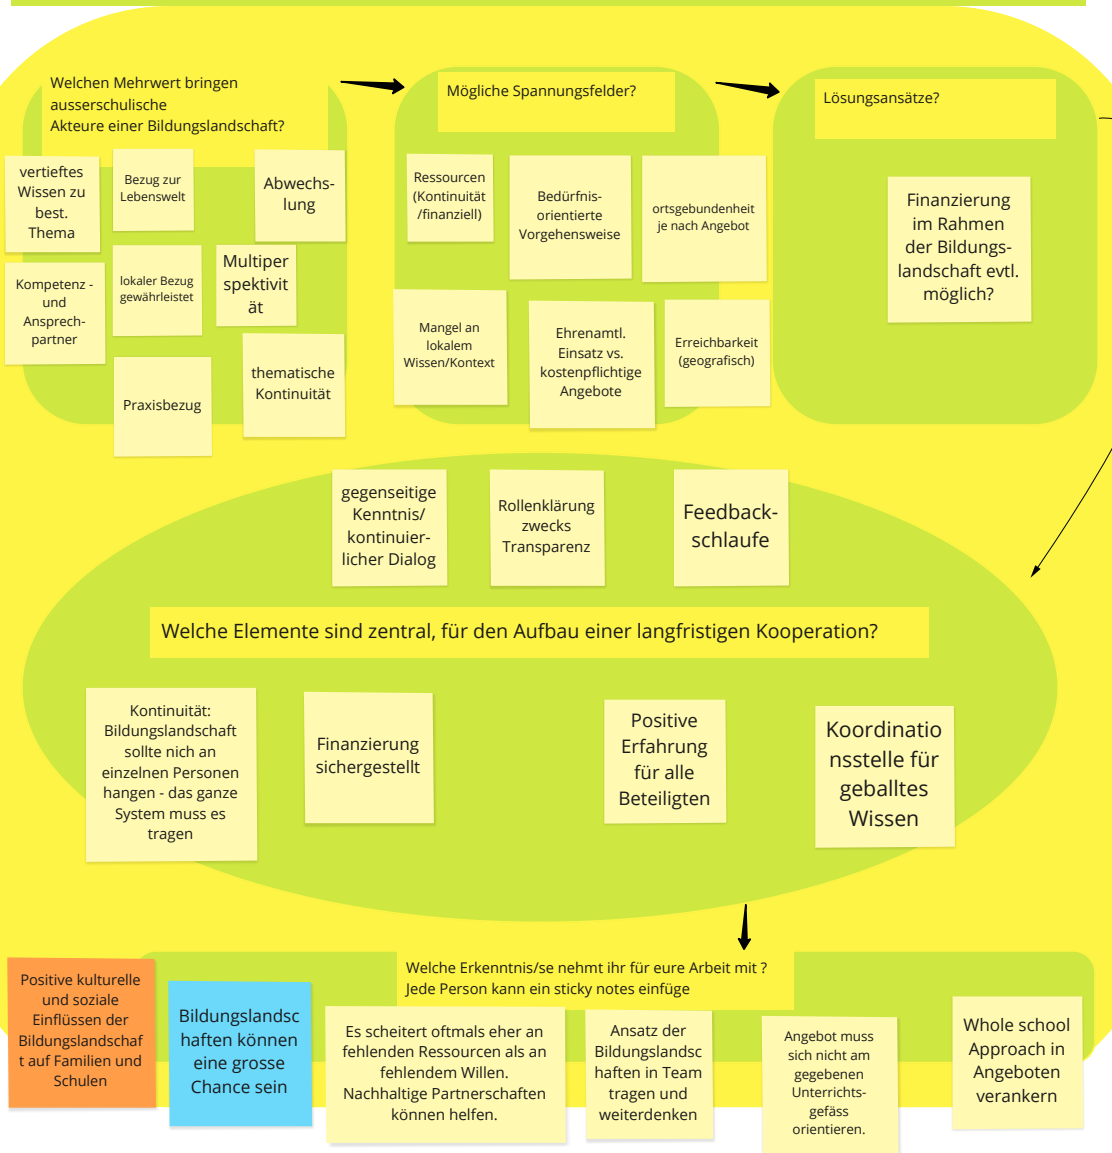 Welchen Mehrwert bringen
ausserschulische
Akteure einer Bildungslandschaft?
vertieftes
Wissen zu
best.
Thema
Bezug zur
Lebenswelt
Abwechs-
lung
Kompetenz -
und
Ansprech-
partner
lokaler Bezug
gewährleistet
Multiper
spektivit
ät
Praxisbezug
thematische
Kontinuität
Mögliche Spannungsfelder?
Ressourcen
(Kontinuität
/finanziell)
Bedürfnis-
orientierte
Vorgehensweise
ortsgebundenheit
je nach Angebot
Mangel an
lokalem
Wissen/Kontext
Ehrenamtl.
Einsatz vs.
kostenpflichtige
Angebote
Erreichbarkeit
(geografisch)
Lösungsansätze?
Finanzierung
im Rahmen
der Bildungs-
landschaft evtl.
möglich?
gegenseitige
Kenntnis/
kontinuier-
licher Dialog
Rollenklärung
zwecks
Transparenz
Feedback-
schlaufe
Welche Elemente sind zentral, für den Aufbau einer langfristigen Kooperation?
Kontinuität:
Bildungslandschaft
sollte nich an
einzelnen Personen
hangen - das ganze
System muss es
tragen
Finanzierung
sichergestellt
Positive
Erfahrung
für alle
Beteiligten
Koordinatio
nsstelle für
geballtes
Wissen
Welche Erkenntnis/se nehmt ihr für eure Arbeit mit ?
Jede Person kann ein sticky notes einfüge
Positive kulturelle
und soziale
Einflüssen der
Bildungslandschaf
t auf Familien und
Schulen
Bildungslandsc
haften können
eine grosse
Chance sein
Es scheitert oftmals eher an
fehlenden Ressourcen als an
fehlendem Willen.
Nachhaltige Partnerschaften
können helfen.
Ansatz der
Bildungslandsc
haften in Team
tragen und
weiterdenken
Angebot muss
sich nicht am
gegebenen
Unterrichts-
gefäss
orientieren.
Whole school
Approach in
Angeboten
verankern